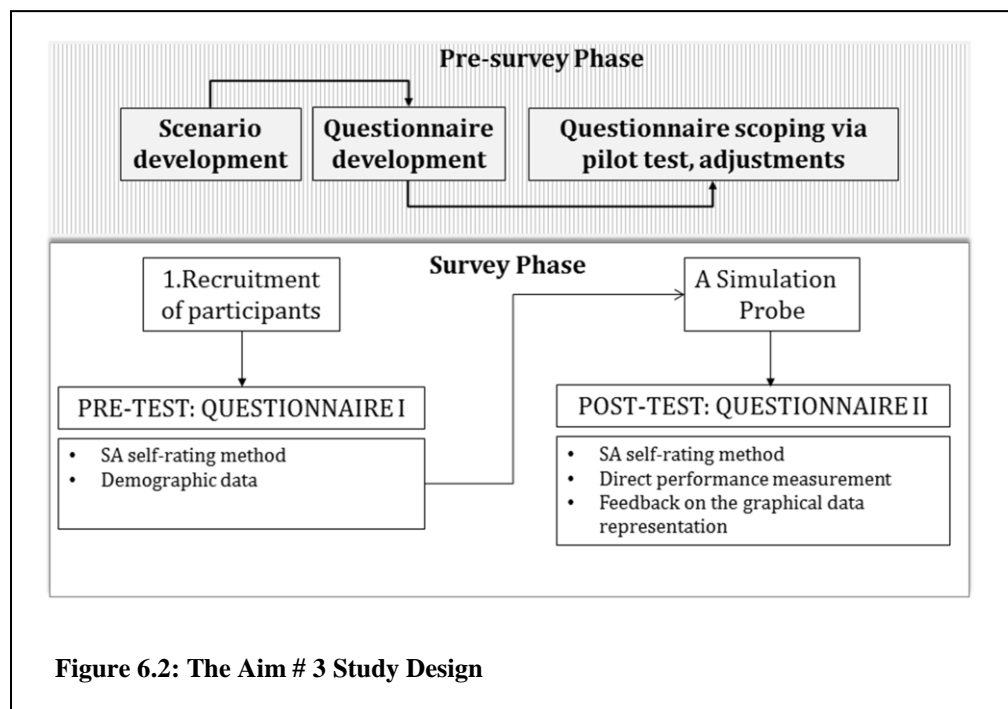 Pre-survey Phase
Scenario
development
Questionnaire
development
Questionnaire scoping via
pilot test, adjustments
Survey Phase
1.Recruitment
of participants
A Simulation
Probe
PRE-TEST: QUESTIONNAIRE I
• SA self-rating method
• Demographic data
POST-TEST: QUESTIONNAIRE II
• SA self-rating method
• Direct performance measurement
• Feedback on the graphical data
representation
Figure 6.2: The Aim # 3 Study Design